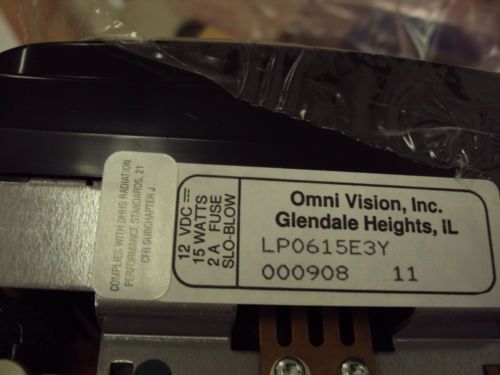 COMPLIES WITH DHHS RADIATION
PERFORMANCE STANDARDS, 21
CFR SUBCHAPTER J
12 VDC
15 WATTS
2 A FUSE
SLO-BLOW
Omni Vision, Inc.
Glendale Heights, IL
LP0615E3Y
000908 11